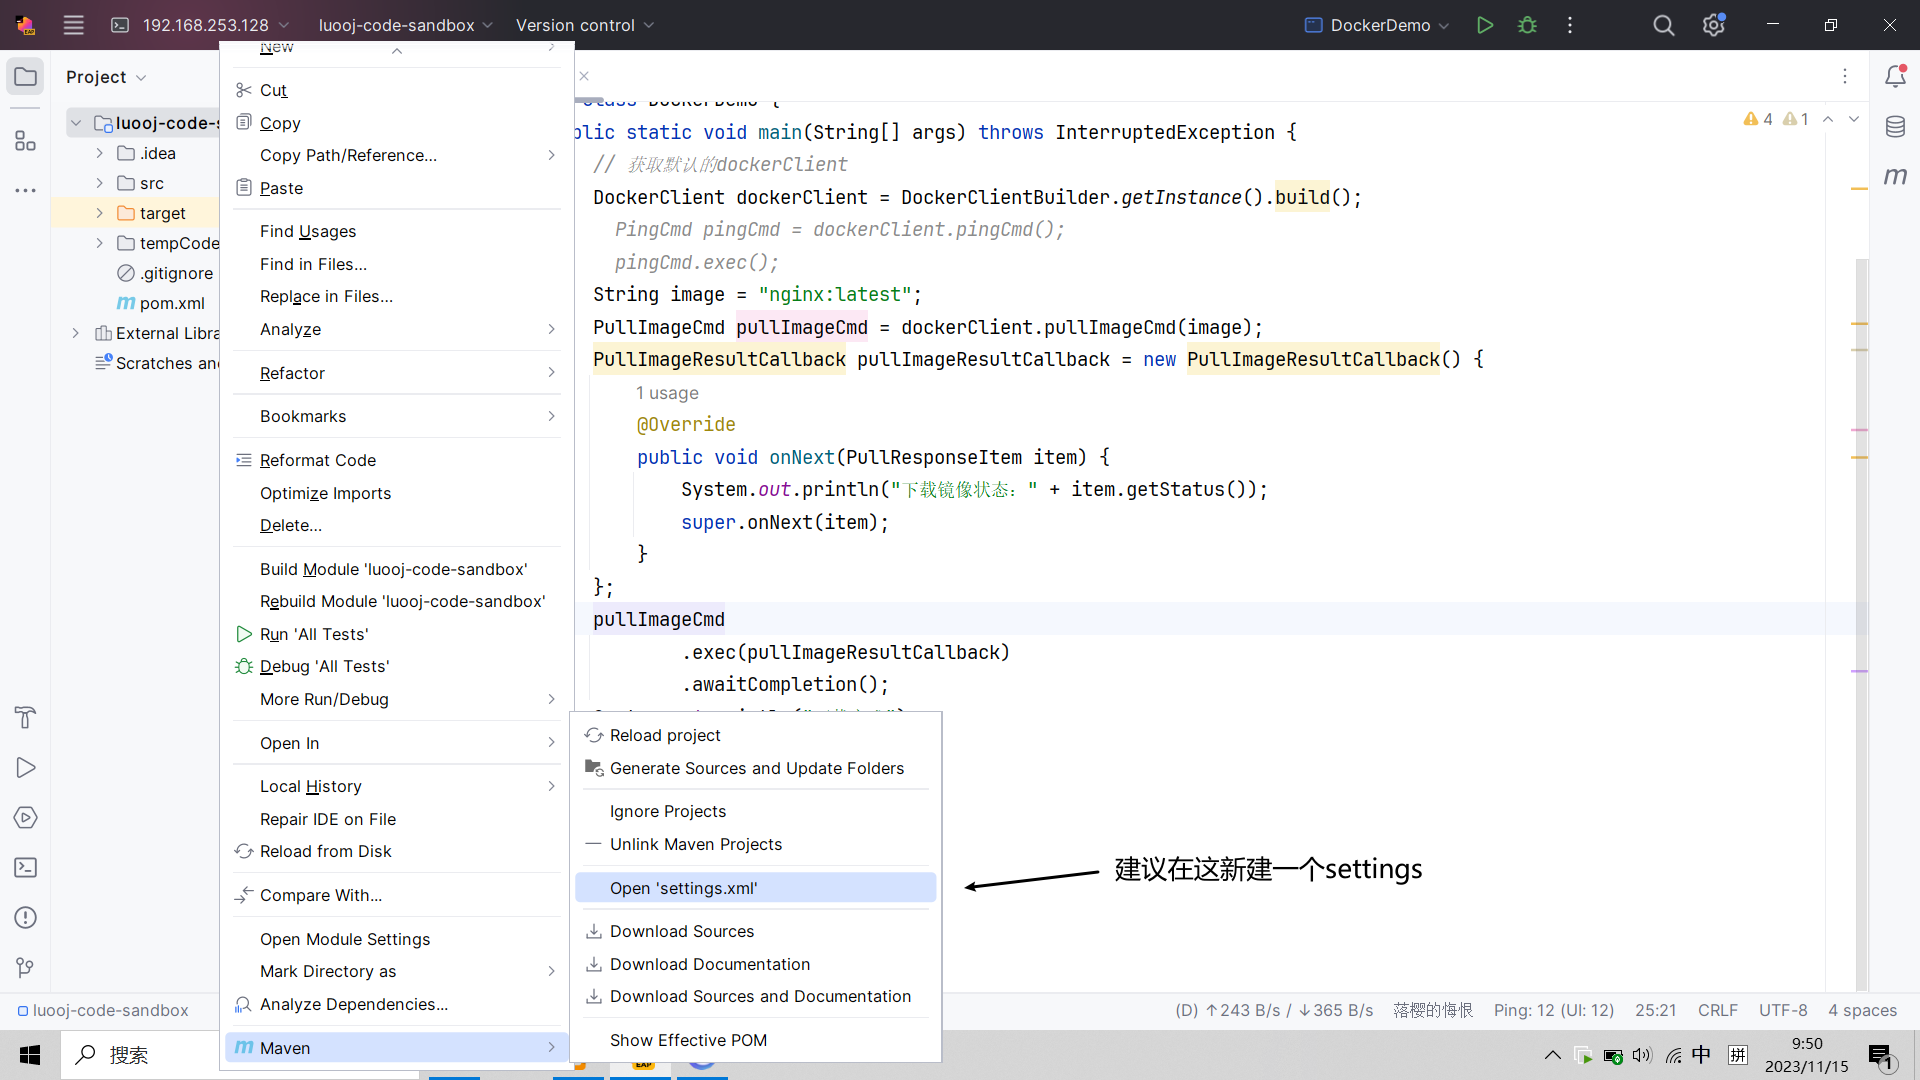 192.168.253.128
luooj-code-sandbox
Version control
DockerDemo
Project
luooj-code-s
.idea
src
target
tempCode
.gitignore
pom.xml
External Libra
Scratches and
New
Cut
Copy
Copy Path/Reference...
Paste
Find Usages
Find in Files...
Replace in Files...
Analyze
Refactor
Bookmarks
Reformat Code
Optimize Imports
Delete...
Build Module 'luooj-code-sandbox'
Rebuild Module 'luooj-code-sandbox'
Run 'All Tests'
Debug 'All Tests'
More Run/Debug
Open In
Local History
Repair IDE on File
Reload from Disk
Compare With...
Open Module Settings
Mark Directory as
Analyze Dependencies...
Maven
Reload project
Generate Sources and Update Folders
Ignore Projects
Unlink Maven Projects
Open 'settings.xml'
Download Sources
Download Documentation
Download Sources and Documentation
Show Effective POM
4
1
class DockerDemo {
blic static void main(String[] args) throws InterruptedException {
// 获取默认的dockerClient
DockerClient dockerClient = DockerClientBuilder.getInstance().build();
PingCmd pingCmd = dockerClient.pingCmd();
pingCmd.exec();
String image = "nginx:latest";
PullImageCmd pullImageCmd = dockerClient.pullImageCmd(image);
PullImageResultCallback pullImageResultCallback = new PullImageResultCallback() {
1 usage
@Override
public void onNext(PullResponseItem item) {
System.out.println("下载镜像状态：" + item.getStatus());
super.onNext(item);
}
};
pullImageCmd
.exec(pullImageResultCallback)
.awaitCompletion();
建议在这新建一个settings
luooj-code-sandbox
(D) ↑243 B/s / ↓365 B/s
落樱的悔恨
Ping: 12 (UI: 12)
25:21
CRLF
UTF-8
4 spaces
搜索
EAP
中
拼
9:50
2023/11/15
1